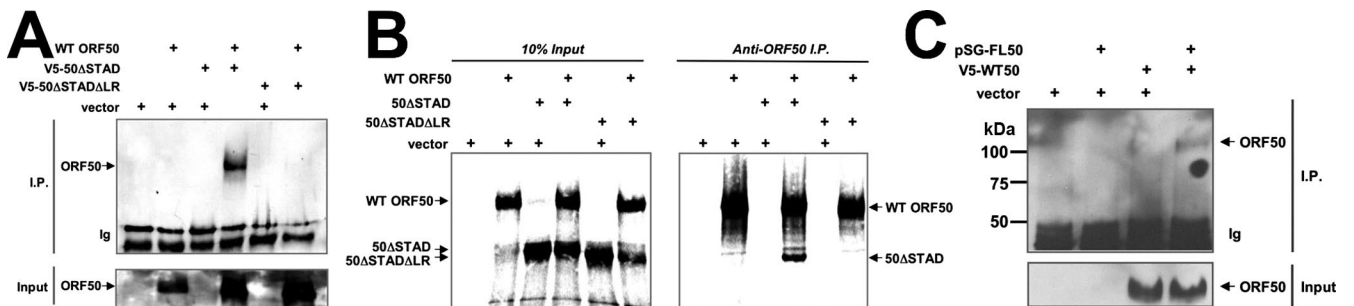 A
WT ORF50 + + +
V5-50ΔSTAD + +
V5-50ΔSTADΔLR + +
vector + + + +
I.P.
ORF50
Ig
Input
ORF50
B
10% Input
Anti-ORF50 I.P.
WT ORF50 + + + + + +
50ΔSTAD + + + +
50ΔSTADΔLR + + + +
vector + + + + + + + +
WT ORF50
50ΔSTAD
50ΔSTADΔLR
WT ORF50
50ΔSTAD
C
pSG-FL50 + +
V5-WT50 + +
vector + + +
kDa
100
75
50
ORF50
Ig
I.P.
ORF50
Input